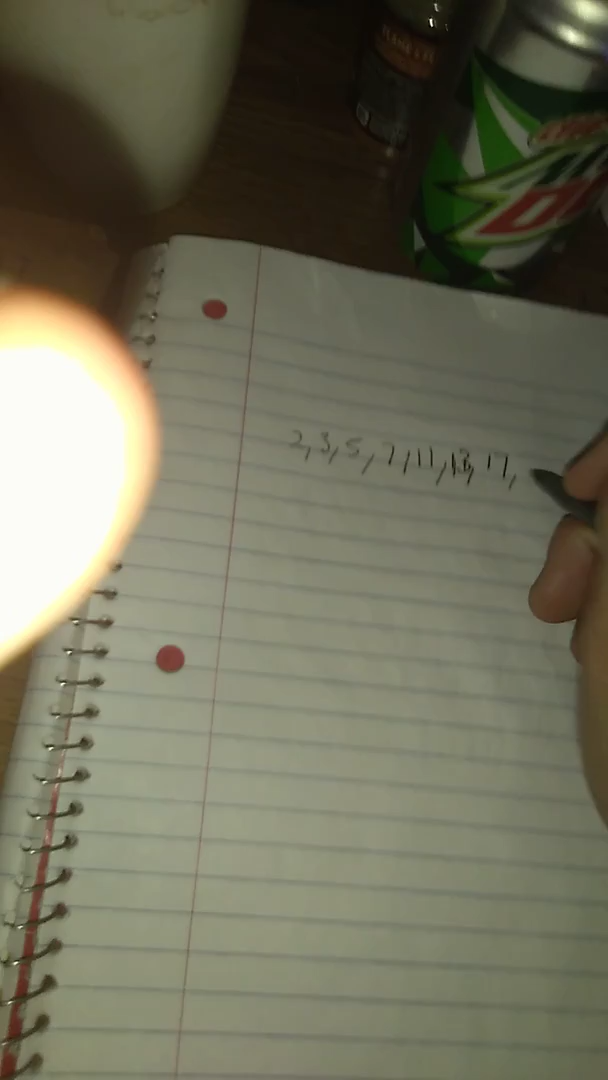 2, 3, 5, 7, 11, 13, 17,